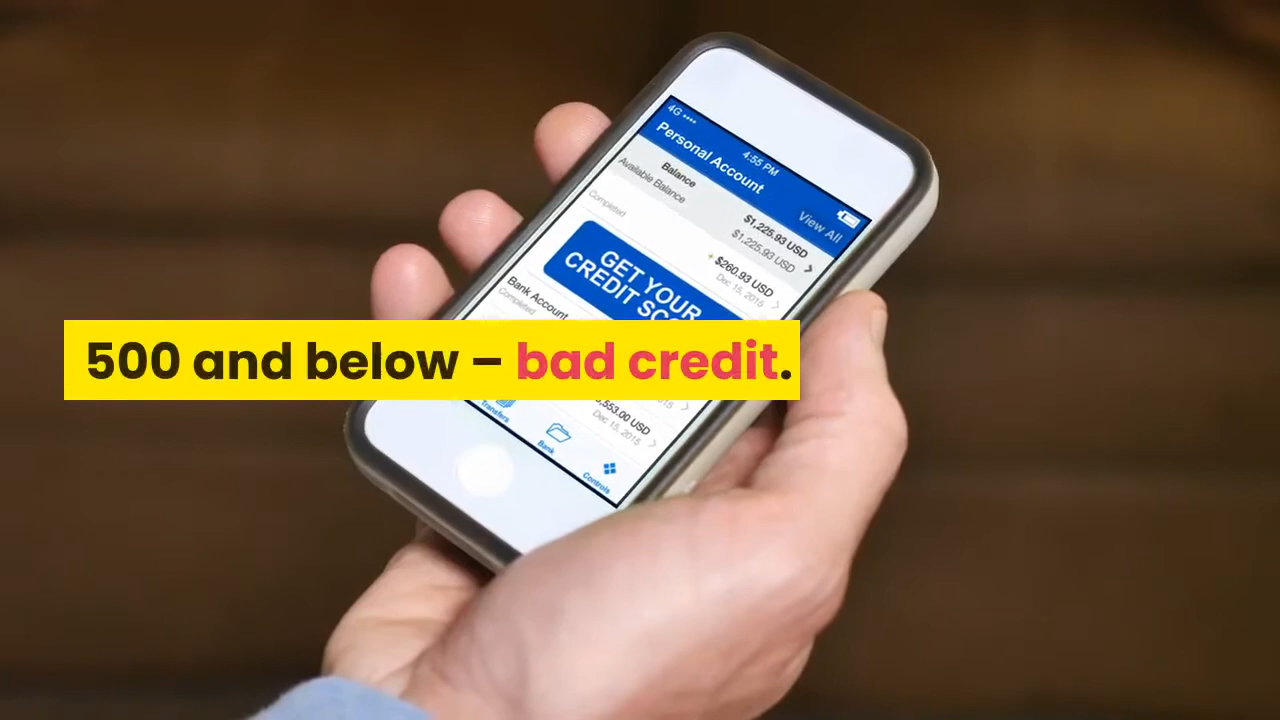 4G
4:55 PM
Personal Account
View All
Balance
$1,225.93 USD
Available Balance
$1,225.93 USD
Completed
+ $260.93 USD
Dec 15, 2015
GET YOUR
CREDIT
Bank Account
Completed
500 and below – bad credit.
553.00 USD
Dec 15, 2015
Transfers
Bank
Controls